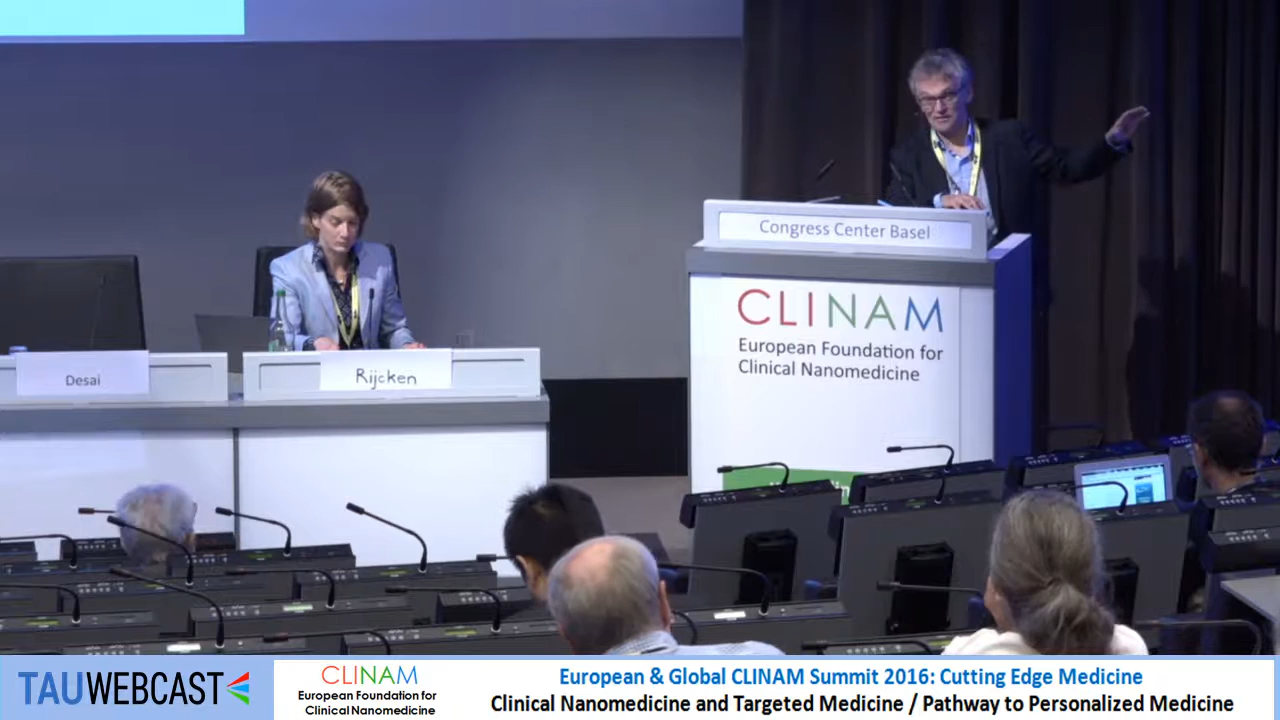 Congress Center Basel
CLINAM
European Foundation for
Clinical Nanomedicine
Desai
Rijcken
TAUWEBCAST
CLINAM
European Foundation for
Clinical Nanomedicine
European & Global CLINAM Summit 2016: Cutting Edge Medicine
Clinical Nanomedicine and Targeted Medicine / Pathway to Personalized Medicine